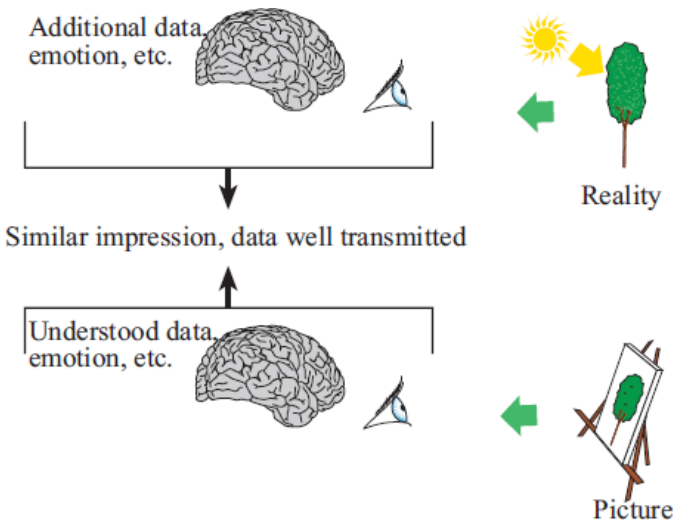 Additional data,
emotion, etc.
Reality
Similar impression, data well transmitted
Understood data,
emotion, etc.
Picture